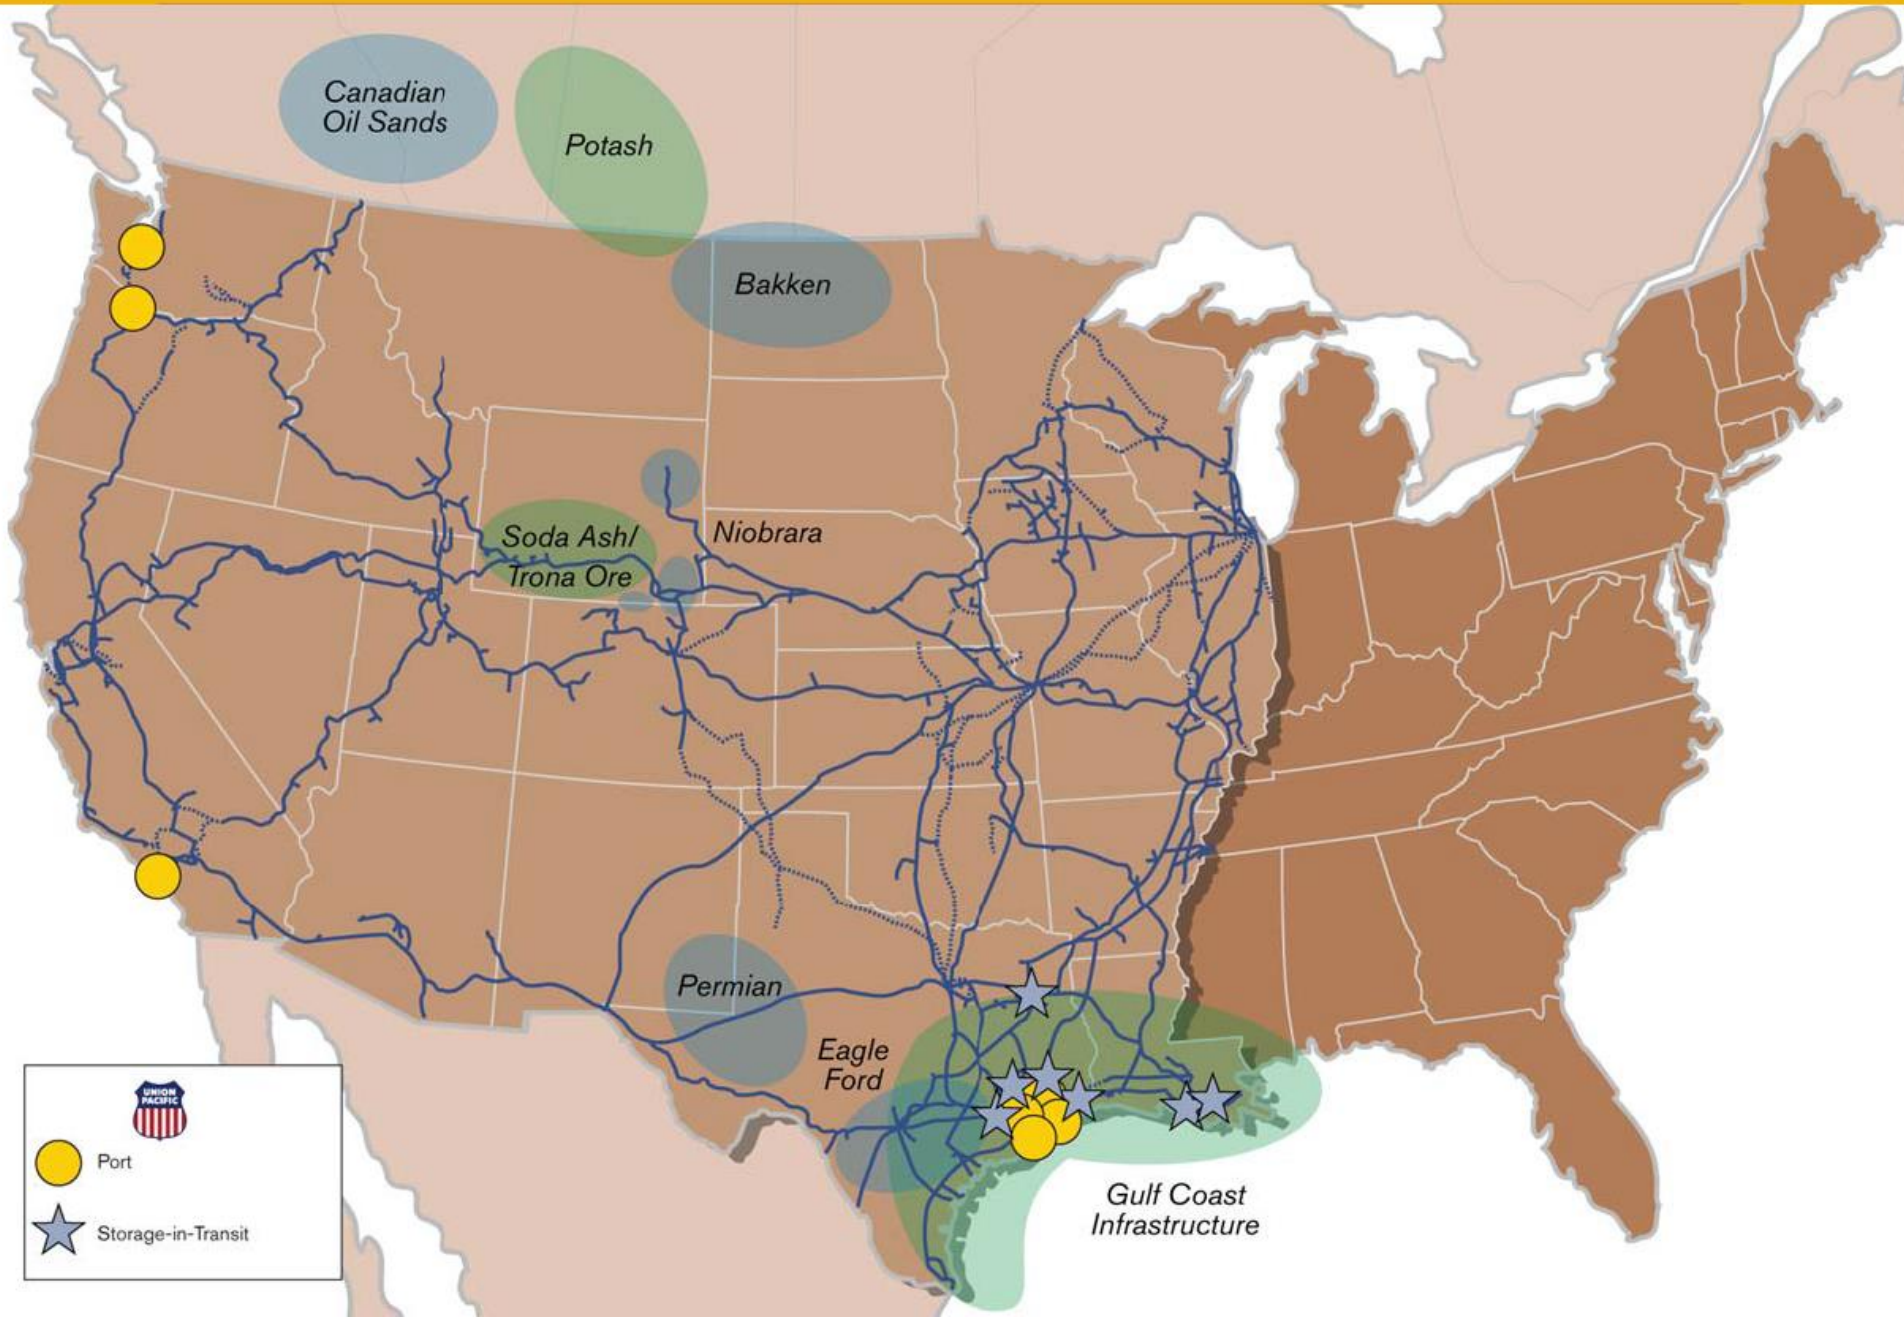 Canadian
Oil Sands
Potash
Bakken
Soda Ash/
Trona Ore
Niobrara
Permian
Eagle
Ford
Gulf Coast
Infrastructure
UNION
PACIFIC
Port
Storage-in-Transit